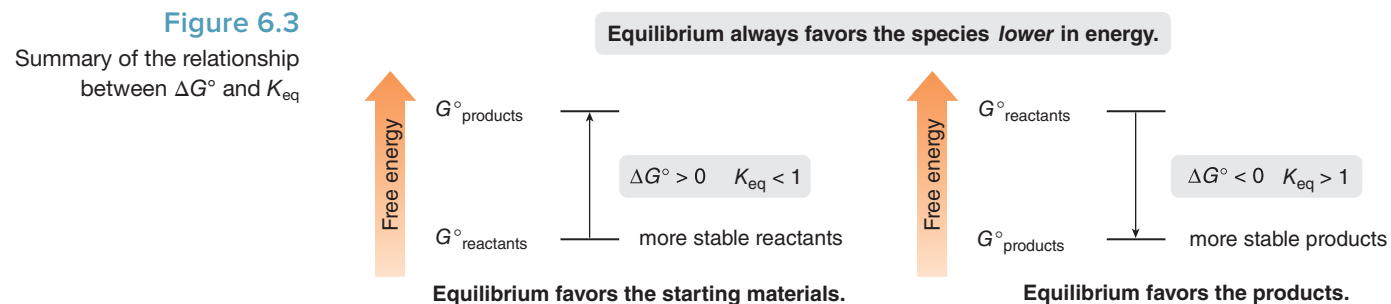 Figure 6.3
Summary of the relationship
between ΔG° and Keq
Equilibrium always favors the species lower in energy.
Free energy
G°products
ΔG° > 0 Keq < 1
G°reactants
more stable reactants
Equilibrium favors the starting materials.
Free energy
G°reactants
ΔG° < 0 Keq > 1
G°products
more stable products
Equilibrium favors the products.